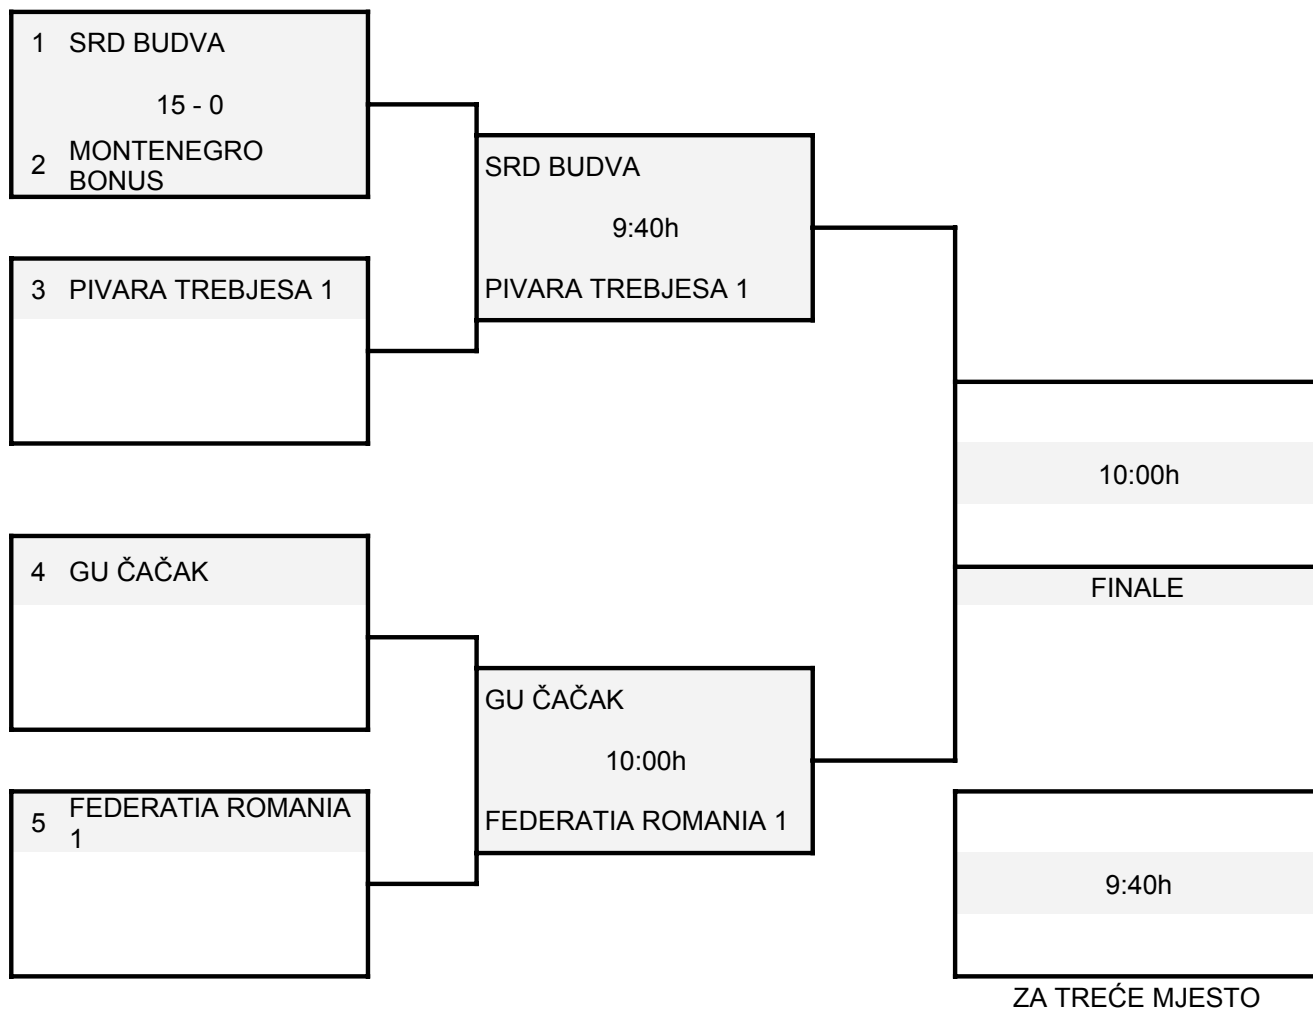 1 SRD BUDVA
15 - 0
2 MONTENEGRO
BONUS
SRD BUDVA
9:40h
PIVARA TREBJESA 1
3 PIVARA TREBJESA 1
10:00h
FINALE
4 GU ČAČAK
GU ČAČAK
10:00h
FEDERATIA ROMANIA 1
5 FEDERATIA ROMANIA
1
9:40h
ZA TREĆE MJESTO